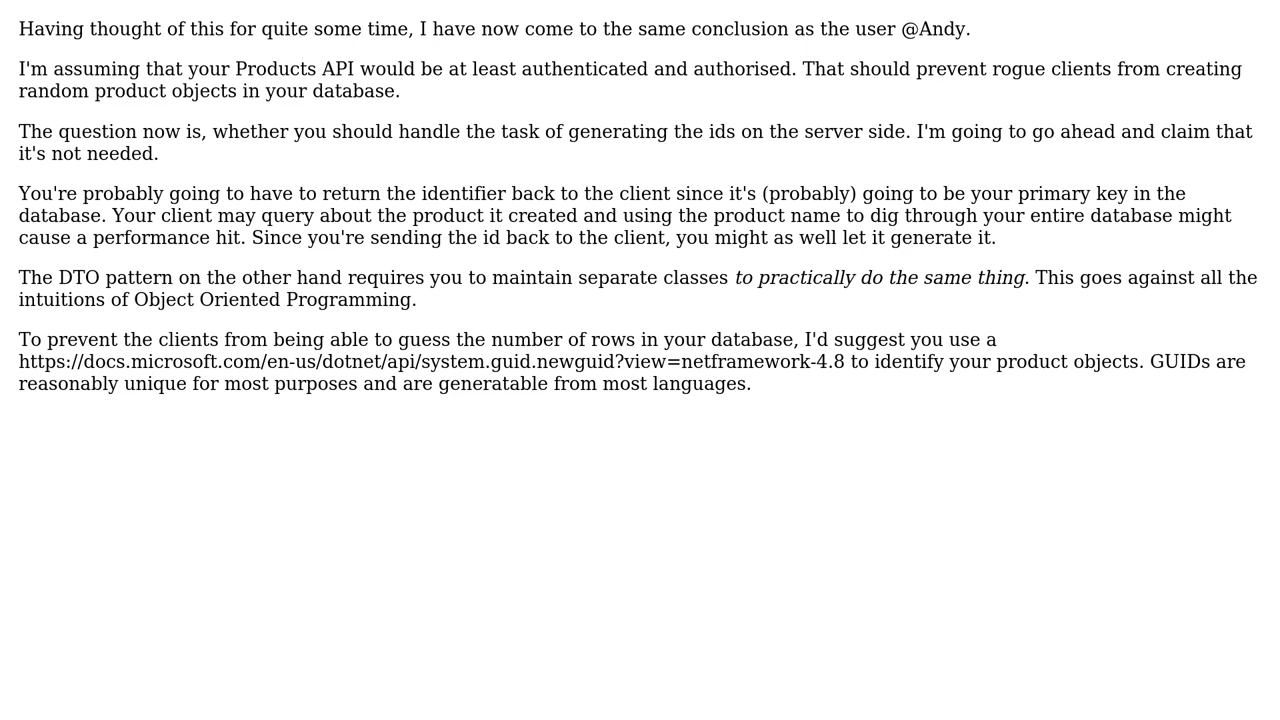 Having thought of this for quite some time, I have now come to the same conclusion as the user @Andy.
I'm assuming that your Products API would be at least authenticated and authorised. That should prevent rogue clients from creating
random product objects in your database.
The question now is, whether you should handle the task of generating the ids on the server side. I'm going to go ahead and claim that
it's not needed.
You're probably going to have to return the identifier back to the client since it's (probably) going to be your primary key in the
database. Your client may query about the product it created and using the product name to dig through your entire database might
cause a performance hit. Since you're sending the id back to the client, you might as well let it generate it.
The DTO pattern on the other hand requires you to maintain separate classes to practically do the same thing. This goes against all the
intuitions of Object Oriented Programming.
To prevent the clients from being able to guess the number of rows in your database, I'd suggest you use a
https://docs.microsoft.com/en-us/dotnet/api/system.guid.newguid?view=netframework-4.8 to identify your product objects. GUIDs are
reasonably unique for most purposes and are generatable from most languages.